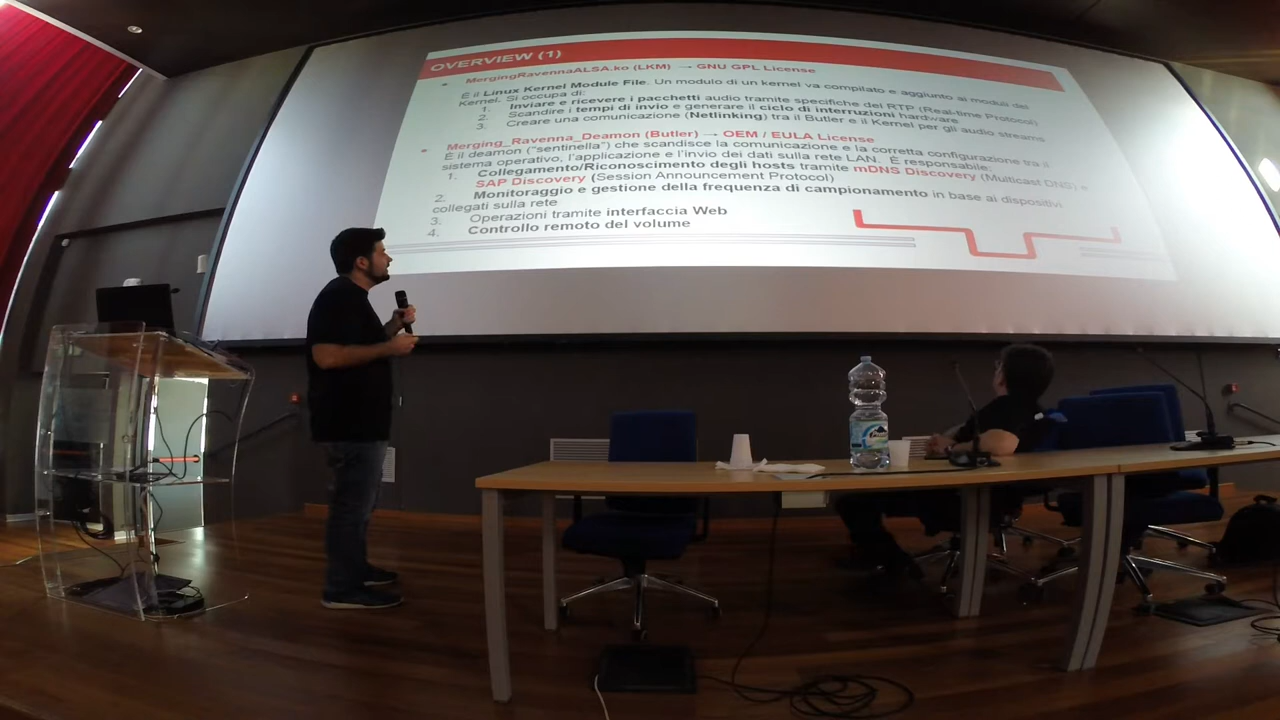 OVERVIEW (1)
MergingRavennaALSA.ko (LKM) → GNU GPL License
• È il Linux Kernel Module File. Un modulo di un kernel va compilato e aggiunto ai moduli del
Kernel. Si occupa di:
1. Inviare e ricevere i pacchetti audio tramite specifiche del RTP (Real-time Protocol)
2. Scandire i tempi di invio e generare il ciclo di interruzioni hardware
3. Creare una comunicazione (Netlinking) tra il Butler e il Kernel per gli audio streams
Merging_Ravenna_Deamon (Butler) → OEM / EULA License
• È il deamon ("sentinella") che scandisce la comunicazione e la corretta configurazione tra il
sistema operativo, l'applicazione e l'invio dei dati sulla rete LAN. È responsabile:
1. Collegamento/Riconoscimento degli hosts tramite mDNS Discovery (Multicast DNS) e
SAP Discovery (Session Announcement Protocol)
2. Monitoraggio e gestione della frequenza di campionamento in base ai dispositivi
collegati sulla rete
3. Operazioni tramite interfaccia Web
4. Controllo remoto del volume